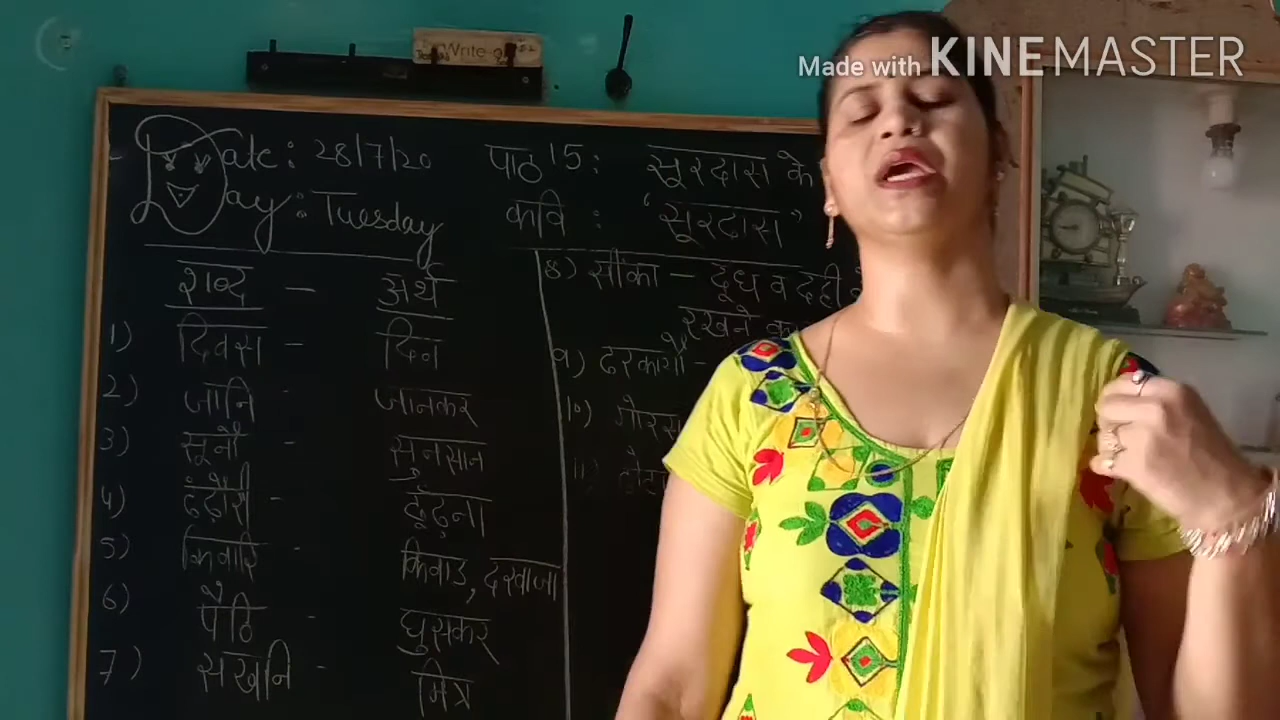 Made with KINEMASTER
Write-O
Date: 28/7/20
Day: Tuesday
पाठ 15: सूरदास के
कवि : "सूरदास"
शब्द – अर्थ
1) दिवस – दिन
2) जानि - जानकर
3) सूनौ - सुनसान
4) ढंढ़ोरी - ढूँढ़ना
5) किवारि - किवाड, दरवाजा
6) पैठि - घुसकर
7) सखनि - मित्र
8) सींका – दूध व दही
रखने का
9) ढरकायौ -
10) गोरस
11)